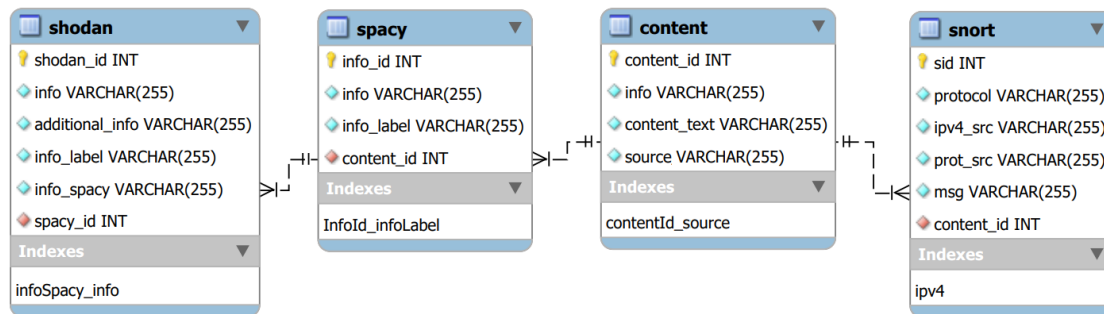 shodan
shodan_id INT
info VARCHAR(255)
additional_info VARCHAR(255)
info_label VARCHAR(255)
info_spacy VARCHAR(255)
spacy_id INT
Indexes
infoSpacy_info
spacy
info_id INT
info VARCHAR(255)
info_label VARCHAR(255)
content_id INT
Indexes
InfoId_infoLabel
content
content_id INT
info VARCHAR(255)
content_text VARCHAR(255)
source VARCHAR(255)
Indexes
contentId_source
snort
sid INT
protocol VARCHAR(255)
ipv4_src VARCHAR(255)
prot_src VARCHAR(255)
msg VARCHAR(255)
content_id INT
Indexes
ipv4